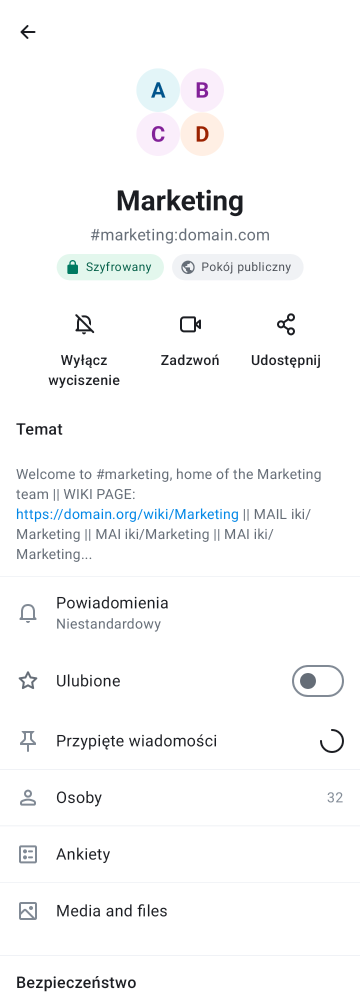 A
B
C
D
Marketing
#marketing:domain.com
Szyfrowany
Pokój publiczny
Wyłącz
wyciszenie
Zadzwoń
Udostępnij
Temat
Welcome to #marketing, home of the Marketing
team || WIKI PAGE:
https://domain.org/wiki/Marketing || MAIL iki/
Marketing || MAI iki/Marketing || MAI iki/
Marketing...
Powiadomienia
Niestandardowy
Ulubione
Przypięte wiadomości
Osoby
32
Ankiety
Media and files
Bezpieczeństwo